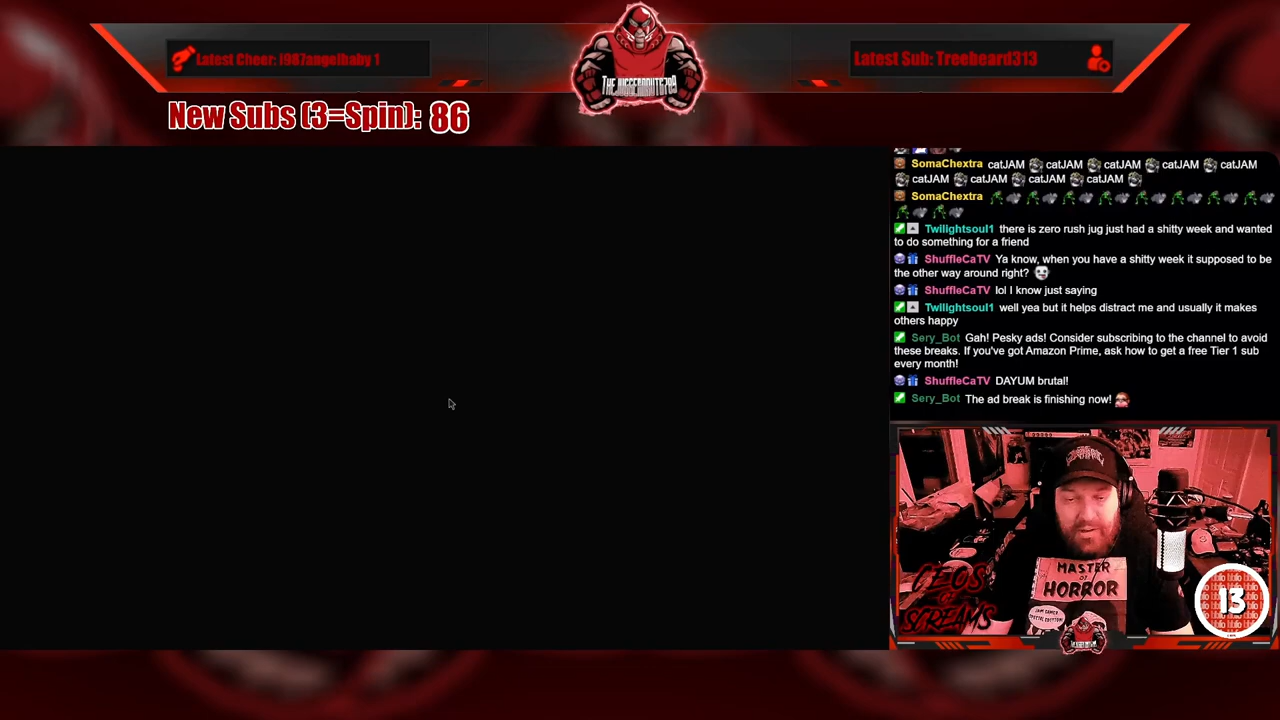 Latest Cheer: i987angelbaby 1
THEJUGGERNAUTB789
Latest Sub: Treebeard313
New Subs (3=Spin): 86
SomaChextra catJAM catJAM catJAM catJAM catJAM
catJAM catJAM catJAM catJAM
SomaChextra
Twilightsoul1 there is zero rush jug just had a shitty week and wanted
to do something for a friend
ShuffleCaTV Ya know, when you have a shitty week it supposed to be
the other way around right?
ShuffleCaTV lol I know just saying
Twilightsoul1 well yea but it helps distract me and usually it makes
others happy
Sery_Bot Gah! Pesky ads! Consider subscribing to the channel to avoid
these breaks. If you've got Amazon Prime, ask how to get a free Tier 1 sub
every month!
ShuffleCaTV DAYUM brutal!
Sery_Bot The ad break is finishing now!
MASTER
OF
HORROR
CEOS
OF
SCREAMS
13